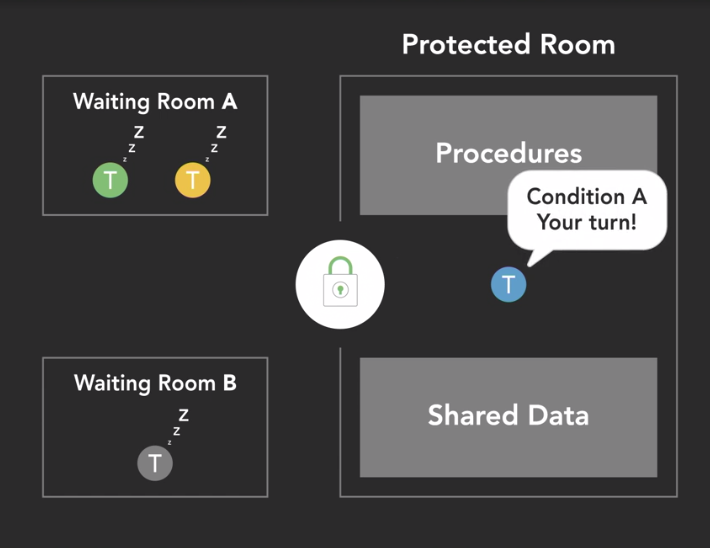 Protected Room
Waiting Room A
z
z
z
z
z
z
T
T
Procedures
Condition A
Your turn!
T
Waiting Room B
z
z
z
T
Shared Data